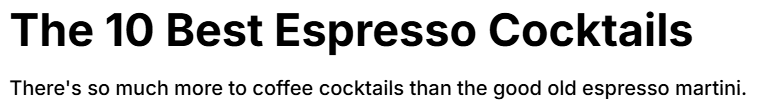 The 10 Best Espresso Cocktails
There's so much more to coffee cocktails than the good old espresso martini.